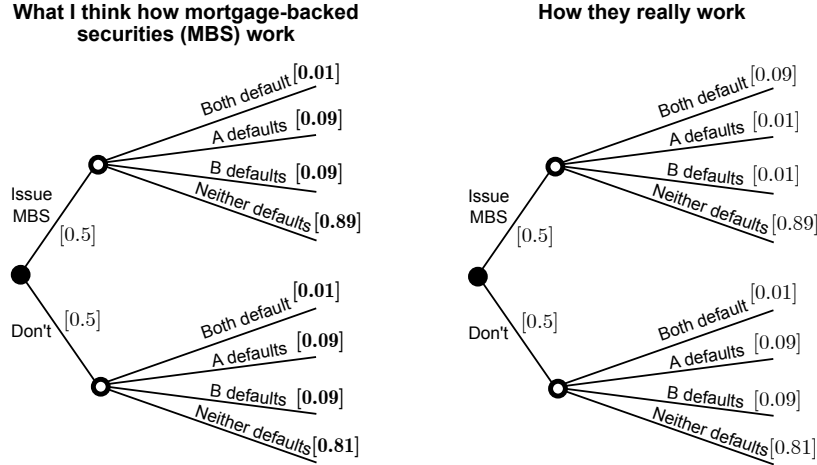 What I think how mortgage-backed
securities (MBS) work
Both default [0.01]
A defaults [0.09]
B defaults [0.09]
Neither defaults [0.89]
Issue
MBS
[0.5]
Don't
[0.5]
Both default [0.01]
A defaults [0.09]
B defaults [0.09]
Neither defaults [0.81]
How they really work
Both default [0.09]
A defaults [0.01]
B defaults [0.01]
Neither defaults [0.89]
Issue
MBS
[0.5]
Don't
[0.5]
Both default [0.01]
A defaults [0.09]
B defaults [0.09]
Neither defaults [0.81]